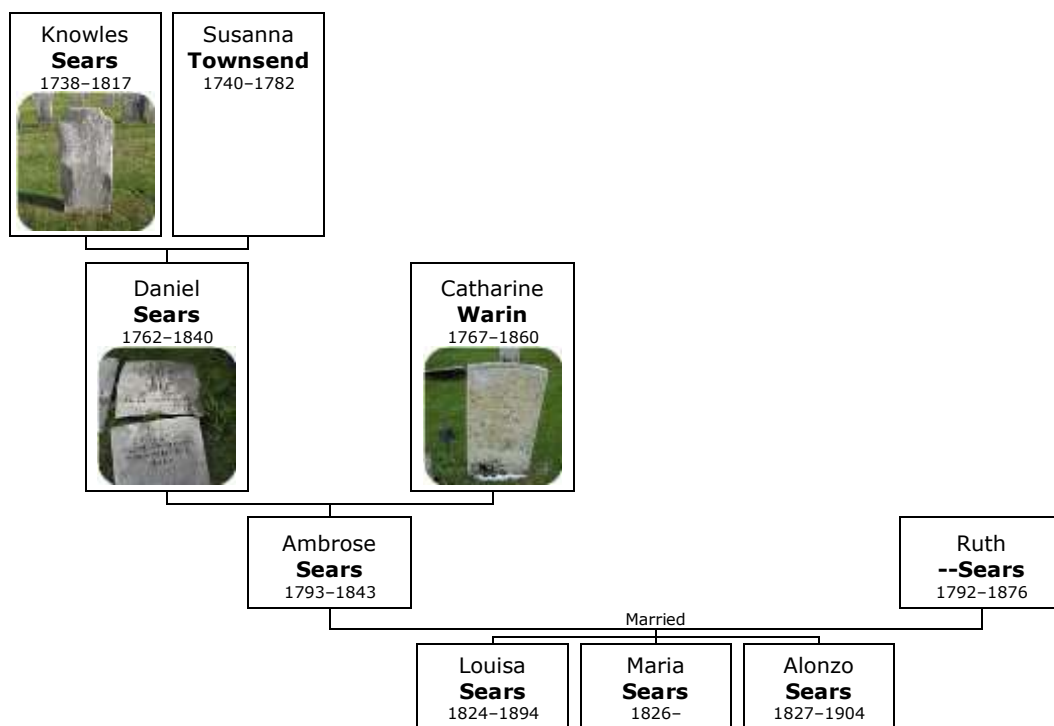 Knowles
Sears
1738–1817
Susanna
Townsend
1740–1782
Daniel
Sears
1762–1840
Catharine
Warin
1767–1860
Ambrose
Sears
1793–1843
Ruth
--Sears
1792–1876
Married
Louisa
Sears
1824–1894
Maria
Sears
1826–
Alonzo
Sears
1827–1904